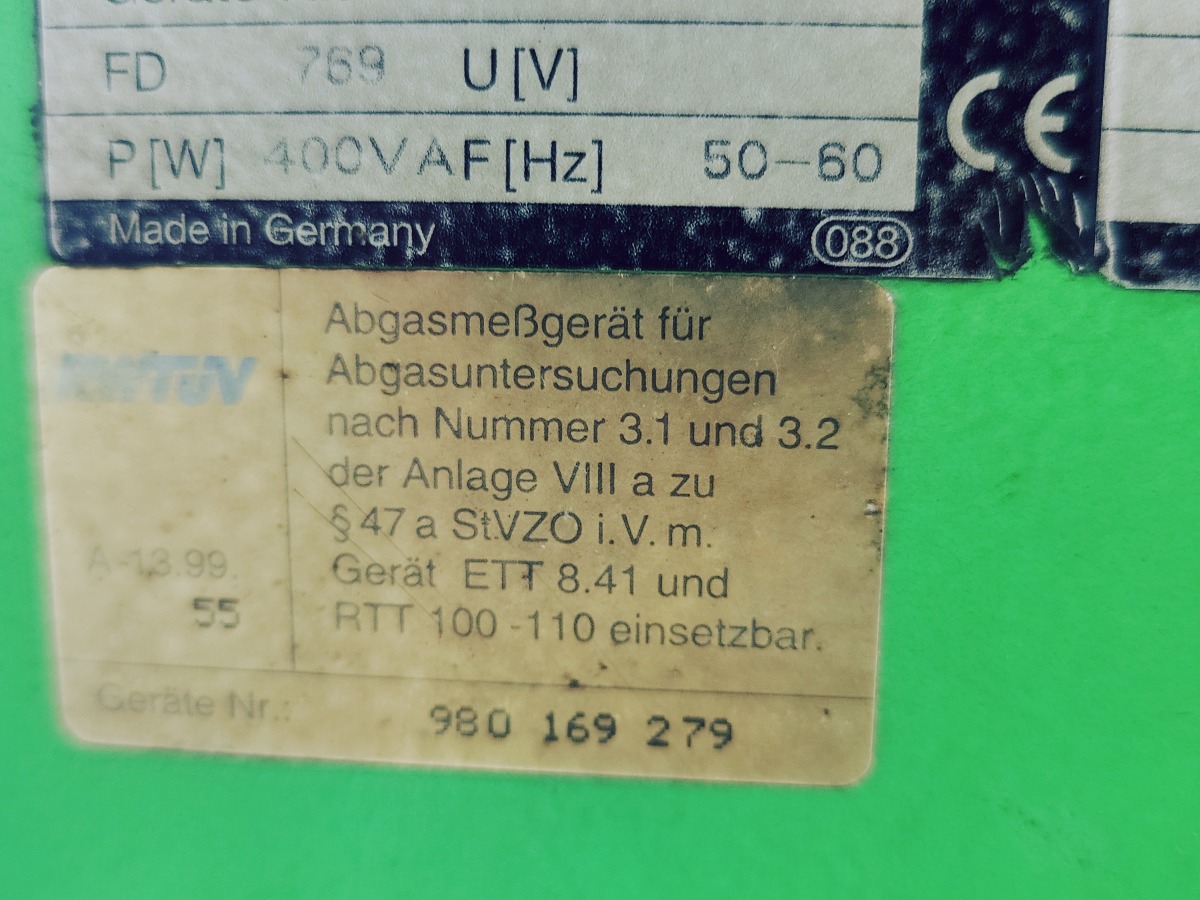 FD 769 U[V]
P[W] 400VA F[Hz] 50-60
CE
Made in Germany 088
RWTÜV
Abgasmeßgerät für
Abgasuntersuchungen
nach Nummer 3.1 und 3.2
der Anlage VIII a zu
§ 47 a StVZO i.V. m.
Gerät ETT 8.41 und
RTT 100 -110 einsetzbar.
A-13.99.
55
Geräte Nr.: 980 169 279